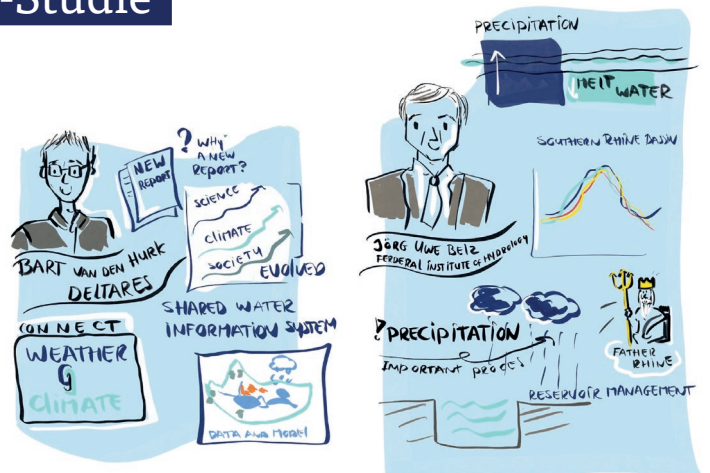 -Studie
? WHY
A NEW
REPORT?
NEW
REPORT
SCIENCE
CLIMATE
SOCIETY
EVOLVED
BART VAN DEN HURK
DELTARES
CONNECT
WEATHER
CLIMATE
SHARED WATER
INFORMATION SYSTEM
DATA AND MODEL
PRECIPITATION
MELT
WATER
SOUTHERN RHINE BASIN
JÖRG UWE BELZ
FERDERAL INSTITUTE OF HYDROLOGY
PRECIPITATION
IMPORTANT PROCES
FATHER
RHINE
RESERVOIR MANAGEMENT